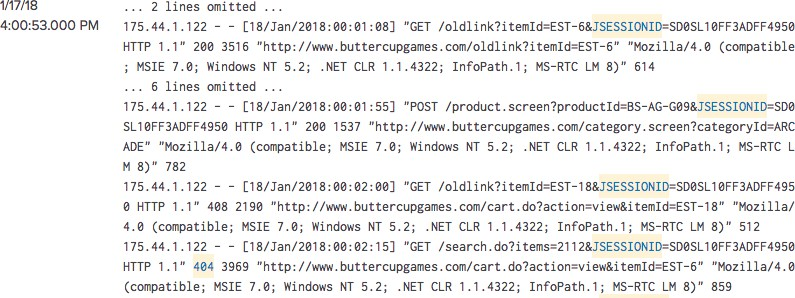 1/17/18
4:00:53.000 PM
... 2 lines omitted ...
175.44.1.122 - - [18/Jan/2018:00:01:08] "GET /oldlink?itemId=EST-6&JSESSIONID=SD0SL10FF3ADFF4950
HTTP 1.1" 200 3516 "http://www.buttercupgames.com/oldlink?itemId=EST-6" "Mozilla/4.0 (compatible
; MSIE 7.0; Windows NT 5.2; .NET CLR 1.1.4322; InfoPath.1; MS-RTC LM 8)" 614
... 6 lines omitted ...
175.44.1.122 - - [18/Jan/2018:00:01:55] "POST /product.screen?productId=BS-AG-G09&JSESSIONID=SD0
SL10FF3ADFF4950 HTTP 1.1" 200 1537 "http://www.buttercupgames.com/category.screen?categoryId=ARC
ADE" "Mozilla/4.0 (compatible; MSIE 7.0; Windows NT 5.2; .NET CLR 1.1.4322; InfoPath.1; MS-RTC L
M 8)" 782
175.44.1.122 - - [18/Jan/2018:00:02:00] "GET /oldlink?itemId=EST-18&JSESSIONID=SD0SL10FF3ADFF495
0 HTTP 1.1" 408 2190 "http://www.buttercupgames.com/cart.do?action=view&itemId=EST-18" "Mozilla/
4.0 (compatible; MSIE 7.0; Windows NT 5.2; .NET CLR 1.1.4322; InfoPath.1; MS-RTC LM 8)" 512
175.44.1.122 - - [18/Jan/2018:00:02:15] "GET /search.do?items=2112&JSESSIONID=SD0SL10FF3ADFF4950
HTTP 1.1" 404 3969 "http://www.buttercupgames.com/cart.do?action=view&itemId=EST-6" "Mozilla/4.0
(compatible; MSIE 7.0; Windows NT 5.2; .NET CLR 1.1.4322; InfoPath.1; MS-RTC LM 8)" 859